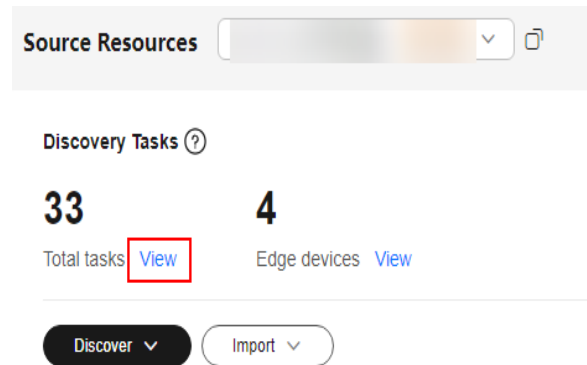 Source Resources
Discovery Tasks ?
33 4
Total tasks View Edge devices View
Discover Import